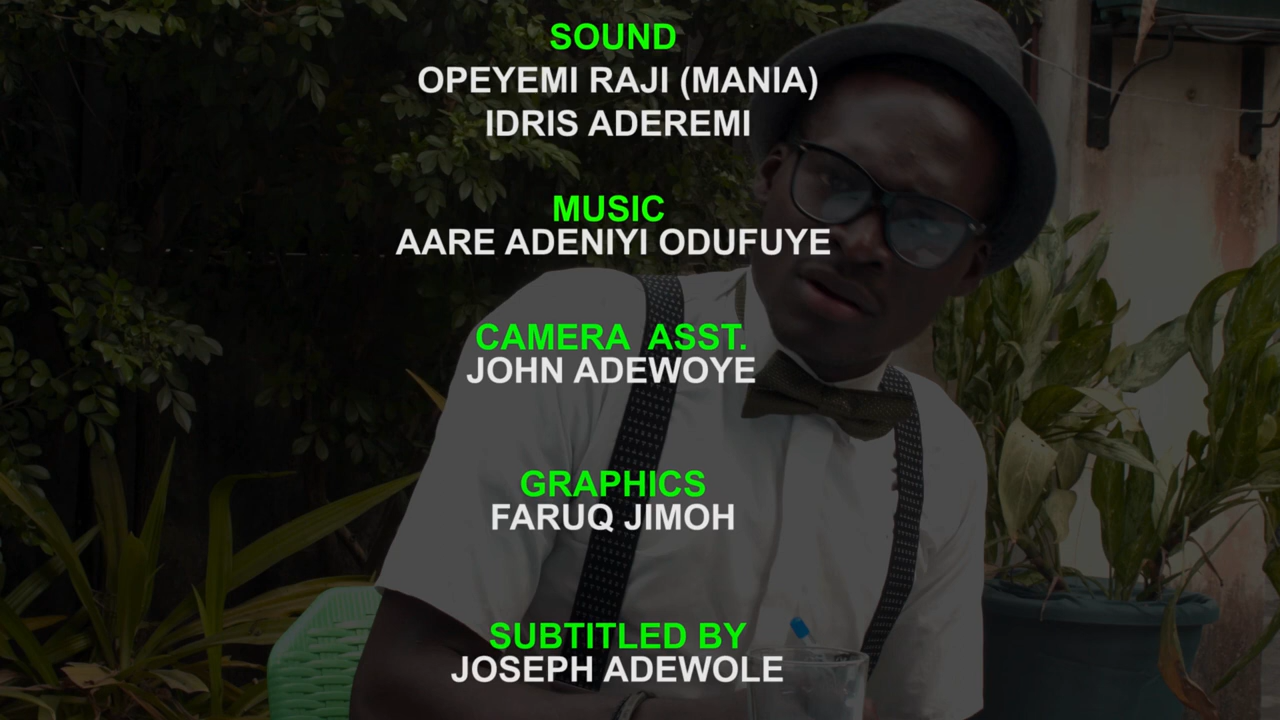 SOUND
OPEYEMI RAJI (MANIA)
IDRIS ADEREMI
MUSIC
AARE ADENIYI ODUFUYE
CAMERA ASST.
JOHN ADEWOYE
GRAPHICS
FARUQ JIMOH
SUBTITLED BY
JOSEPH ADEWOLE